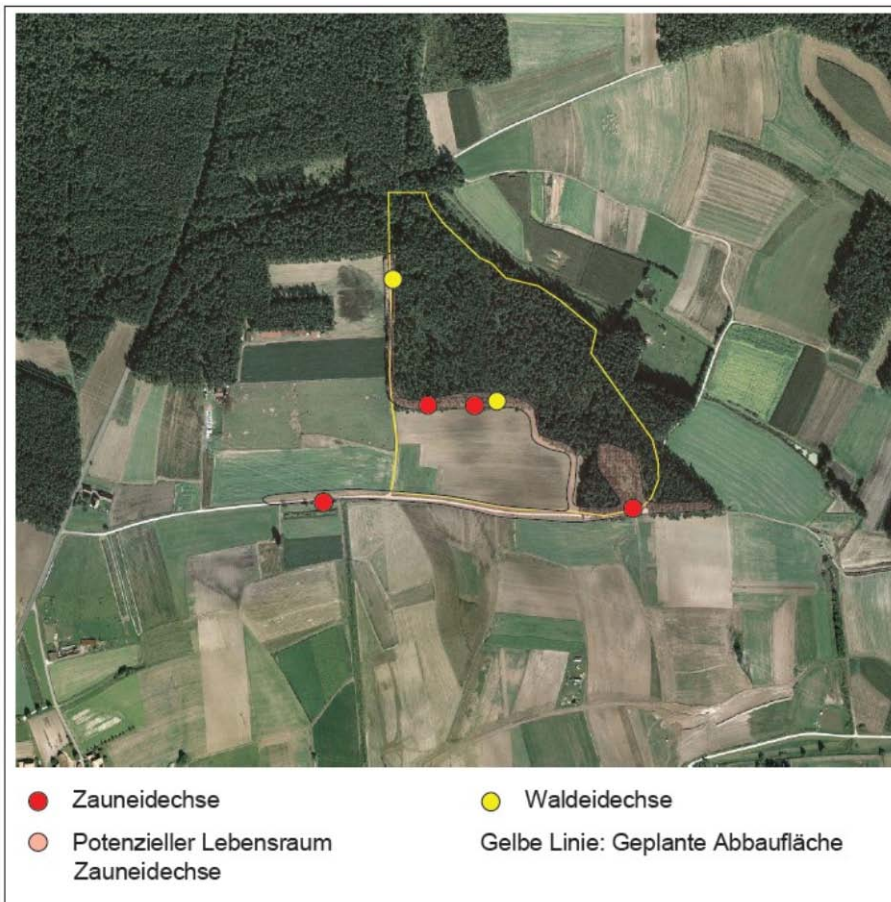 Zauneidechse
Waldeidechse
Potenzieller Lebensraum
Zauneidechse
Gelbe Linie: Geplante Abbaufläche